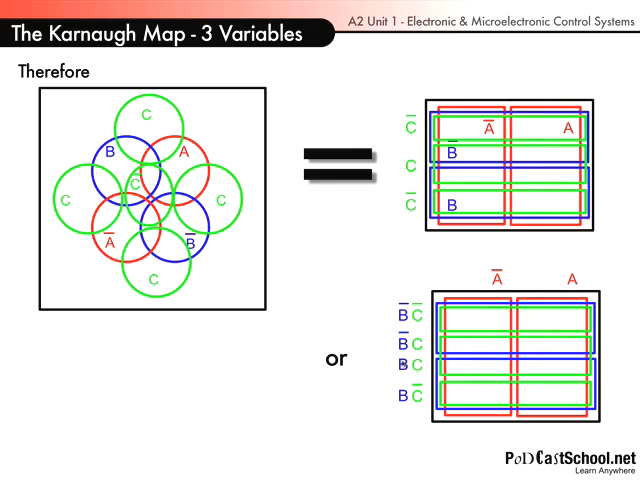 A2 Unit 1 - Electronic & Microelectronic Control Systems
The Karnaugh Map - 3 Variables
Therefore
C
B
A
C̅
C
C
A̅
B̅
C
C̅
A̅
A
B̅
C
C̅
B
or
A̅
A
B̅ C̅
B̅ C
B C
B C̅
PoDCastSchool.net
Learn Anywhere